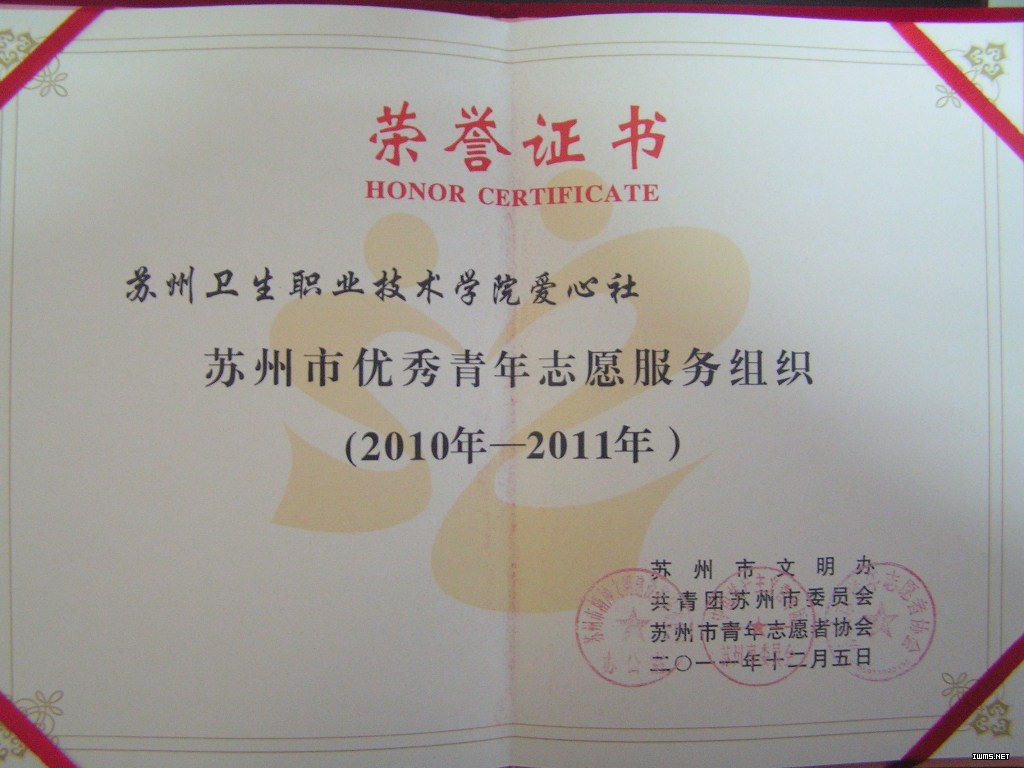 荣誉证书
HONOR CERTIFICATE
苏州卫生职业技术学院爱心社
苏州市优秀青年志愿服务组织
(2010年—2011年）
苏州市文明办
共青团苏州市委员会
苏州市青年志愿者协会
二〇一一年十二月五日
IWMS.NET